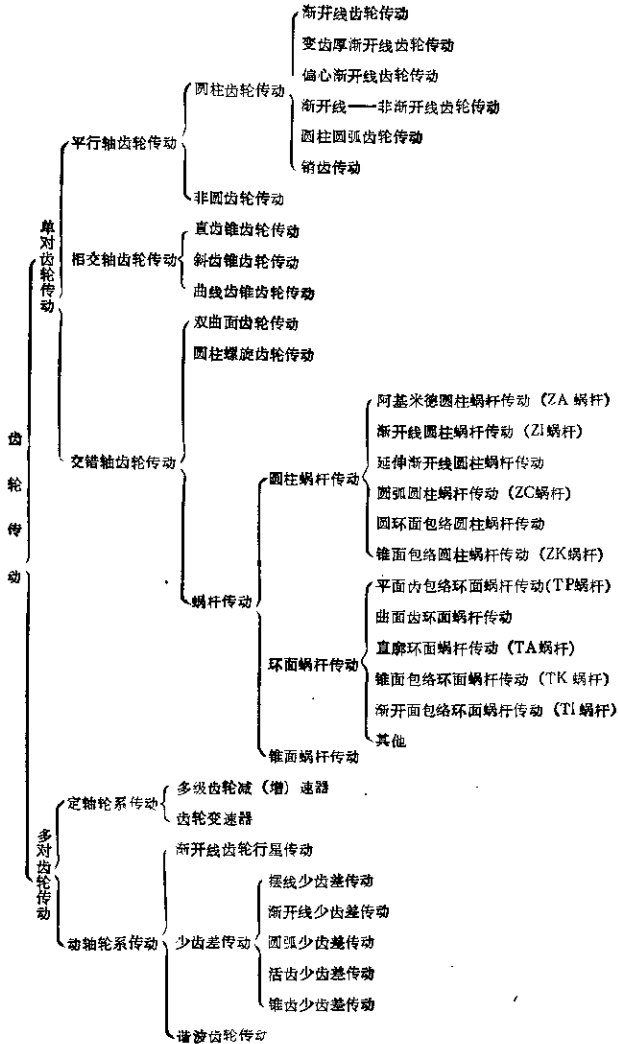 齿轮传动
单对齿轮传动
平行轴齿轮传动
圆柱齿轮传动
渐开线齿轮传动
变齿厚渐开线齿轮传动
偏心渐开线齿轮传动
渐开线——非渐开线齿轮传动
圆柱圆弧齿轮传动
销齿传动
非圆齿轮传动
相交轴齿轮传动
直齿锥齿轮传动
斜齿锥齿轮传动
曲线齿锥齿轮传动
交错轴齿轮传动
双曲面齿轮传动
圆柱螺旋齿轮传动
蜗杆传动
圆柱蜗杆传动
阿基米德圆柱蜗杆传动（ZA 蜗杆）
渐开线圆柱蜗杆传动（ZI蜗杆）
延伸渐开线圆柱蜗杆传动
圆弧圆柱蜗杆传动（ZC蜗杆）
圆环面包络圆柱蜗杆传动
锥面包络圆柱蜗杆传动（ZK蜗杆）
环面蜗杆传动
平面齿包络环面蜗杆传动(TP蜗杆)
曲面齿环面蜗杆传动
直廓环面蜗杆传动（TA蜗杆）
锥面包络环面蜗杆传动（TK 蜗杆）
渐开面包络环面蜗杆传动（TI蜗杆）
其他
锥面蜗杆传动
多对齿轮传动
定轴轮系传动
多级齿轮减（增）速器
齿轮变速器
动轴轮系传动
渐开线齿轮行星传动
少齿差传动
摆线少齿差传动
渐开线少齿差传动
圆弧少齿差传动
活齿少齿差传动
锥齿少齿差传动
谐波齿轮传动